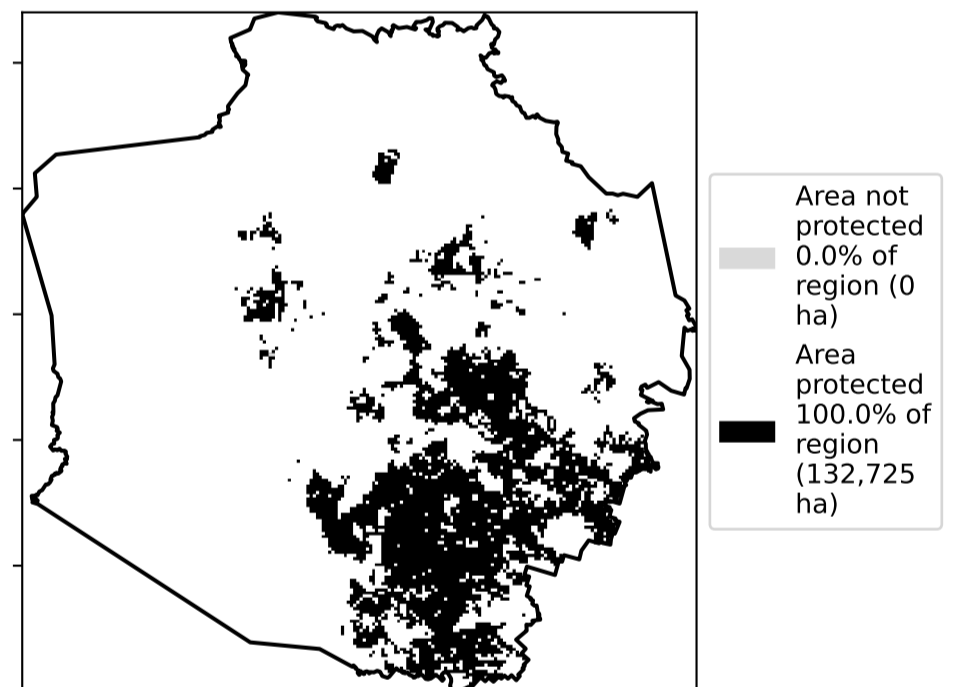 Area not
protected
0.0% of
region (0
ha)
Area
protected
100.0% of
region
(132,725
ha)